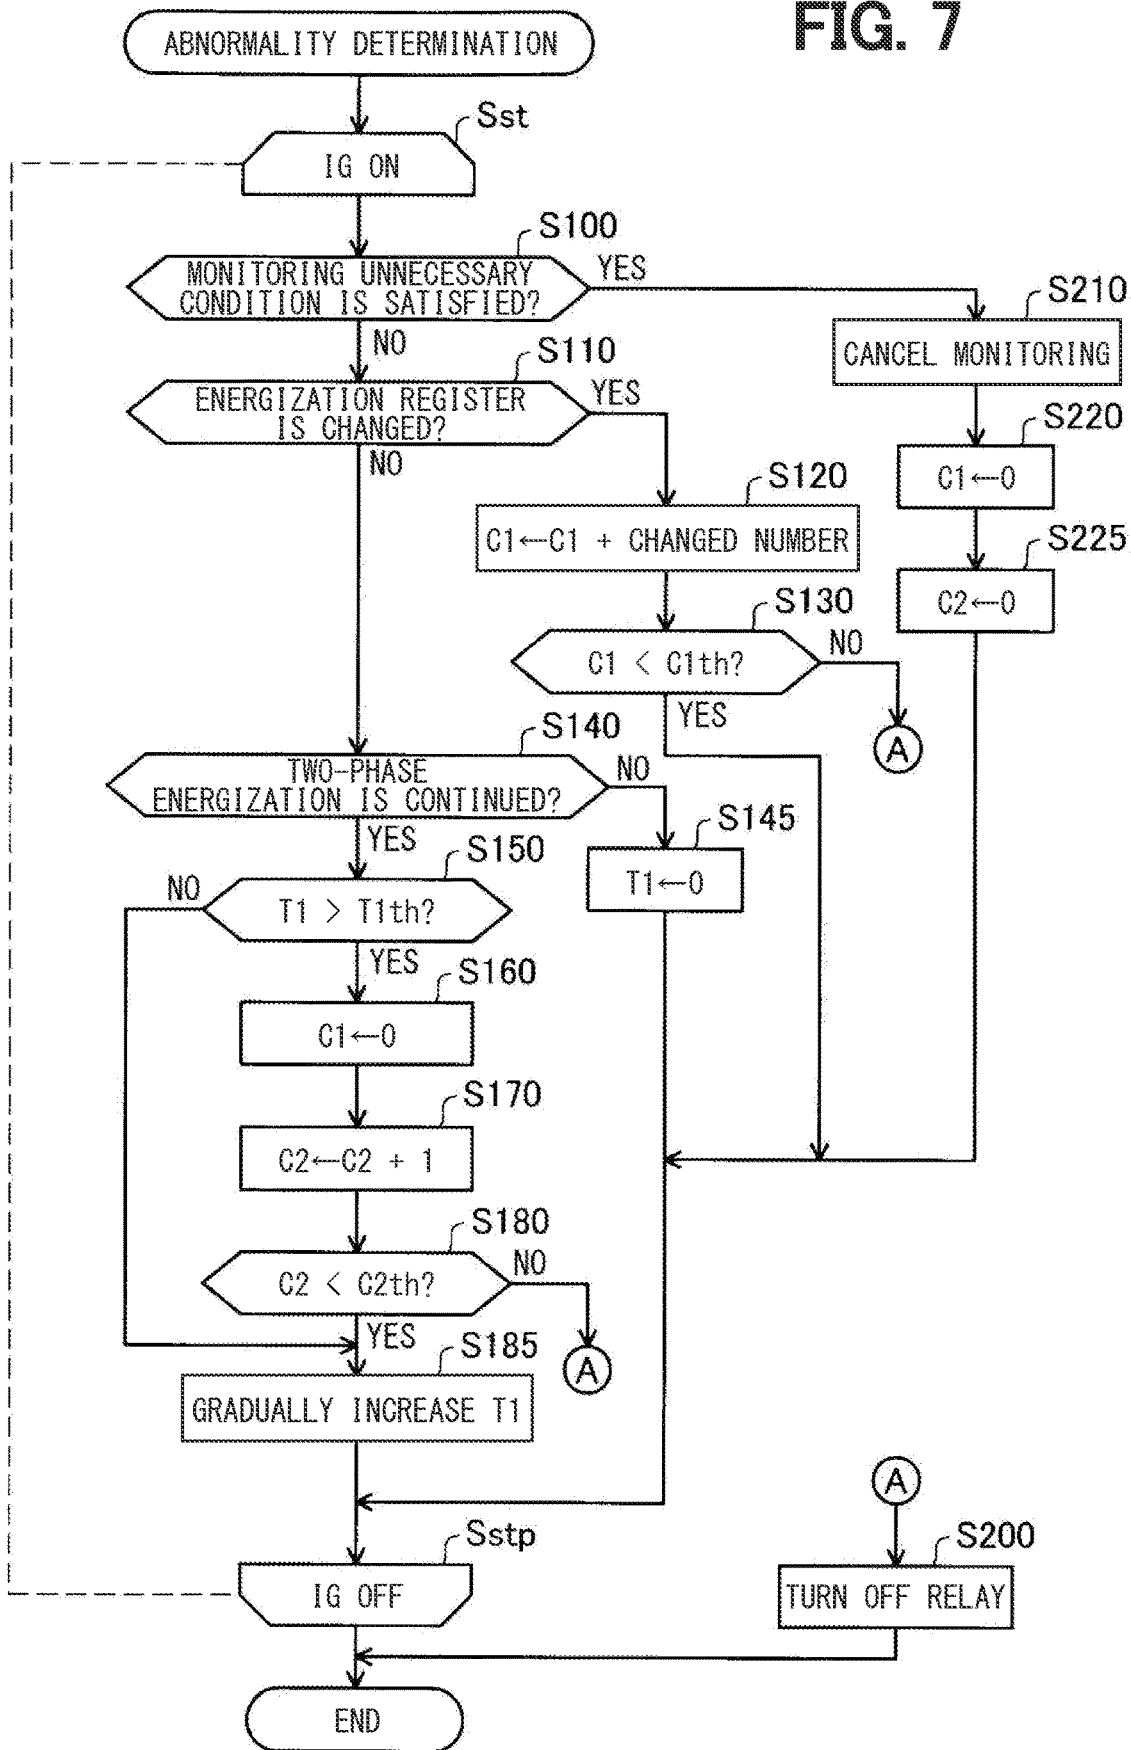 FIG. 7
ABNORMALITY DETERMINATION
Sst
IG ON
S100
MONITORING UNNECESSARY
CONDITION IS SATISFIED?
YES
NO
S210
CANCEL MONITORING
S110
ENERGIZATION REGISTER
IS CHANGED?
YES
NO
S220
C1←0
S120
C1←C1 + CHANGED NUMBER
S225
C2←0
S130
C1 < C1th?
NO
YES
A
S140
TWO-PHASE
ENERGIZATION IS CONTINUED?
NO
YES
S145
T1←0
S150
T1 > T1th?
NO
YES
S160
C1←0
S170
C2←C2 + 1
S180
C2 < C2th?
NO
YES
A
S185
GRADUALLY INCREASE T1
A
Sstp
IG OFF
S200
TURN OFF RELAY
END